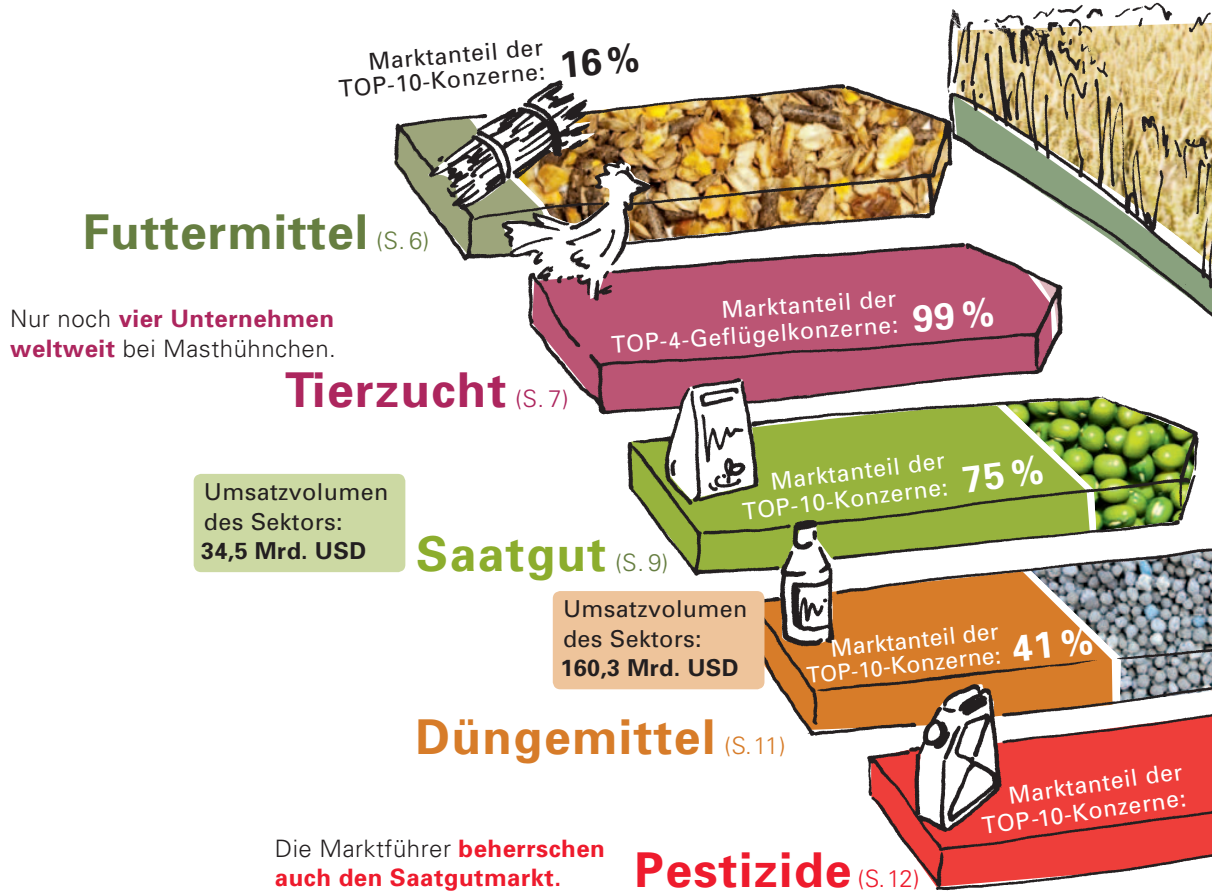 Marktanteil der
TOP-10-Konzerne: 16 %
Futtermittel (S. 6)
Marktanteil der
TOP-4-Geflügelkonzerne: 99 %
Nur noch vier Unternehmen
weltweit bei Masthühnchen.
Tierzucht (S. 7)
Marktanteil der
TOP-10-Konzerne: 75 %
Umsatzvolumen
des Sektors:
34,5 Mrd. USD
Saatgut (S. 9)
Umsatzvolumen
des Sektors:
160,3 Mrd. USD
Marktanteil der
TOP-10-Konzerne: 41 %
Düngemittel (S. 11)
Marktanteil der
TOP-10-Konzerne:
Die Marktführer beherrschen
auch den Saatgutmarkt.
Pestizide (S. 12)